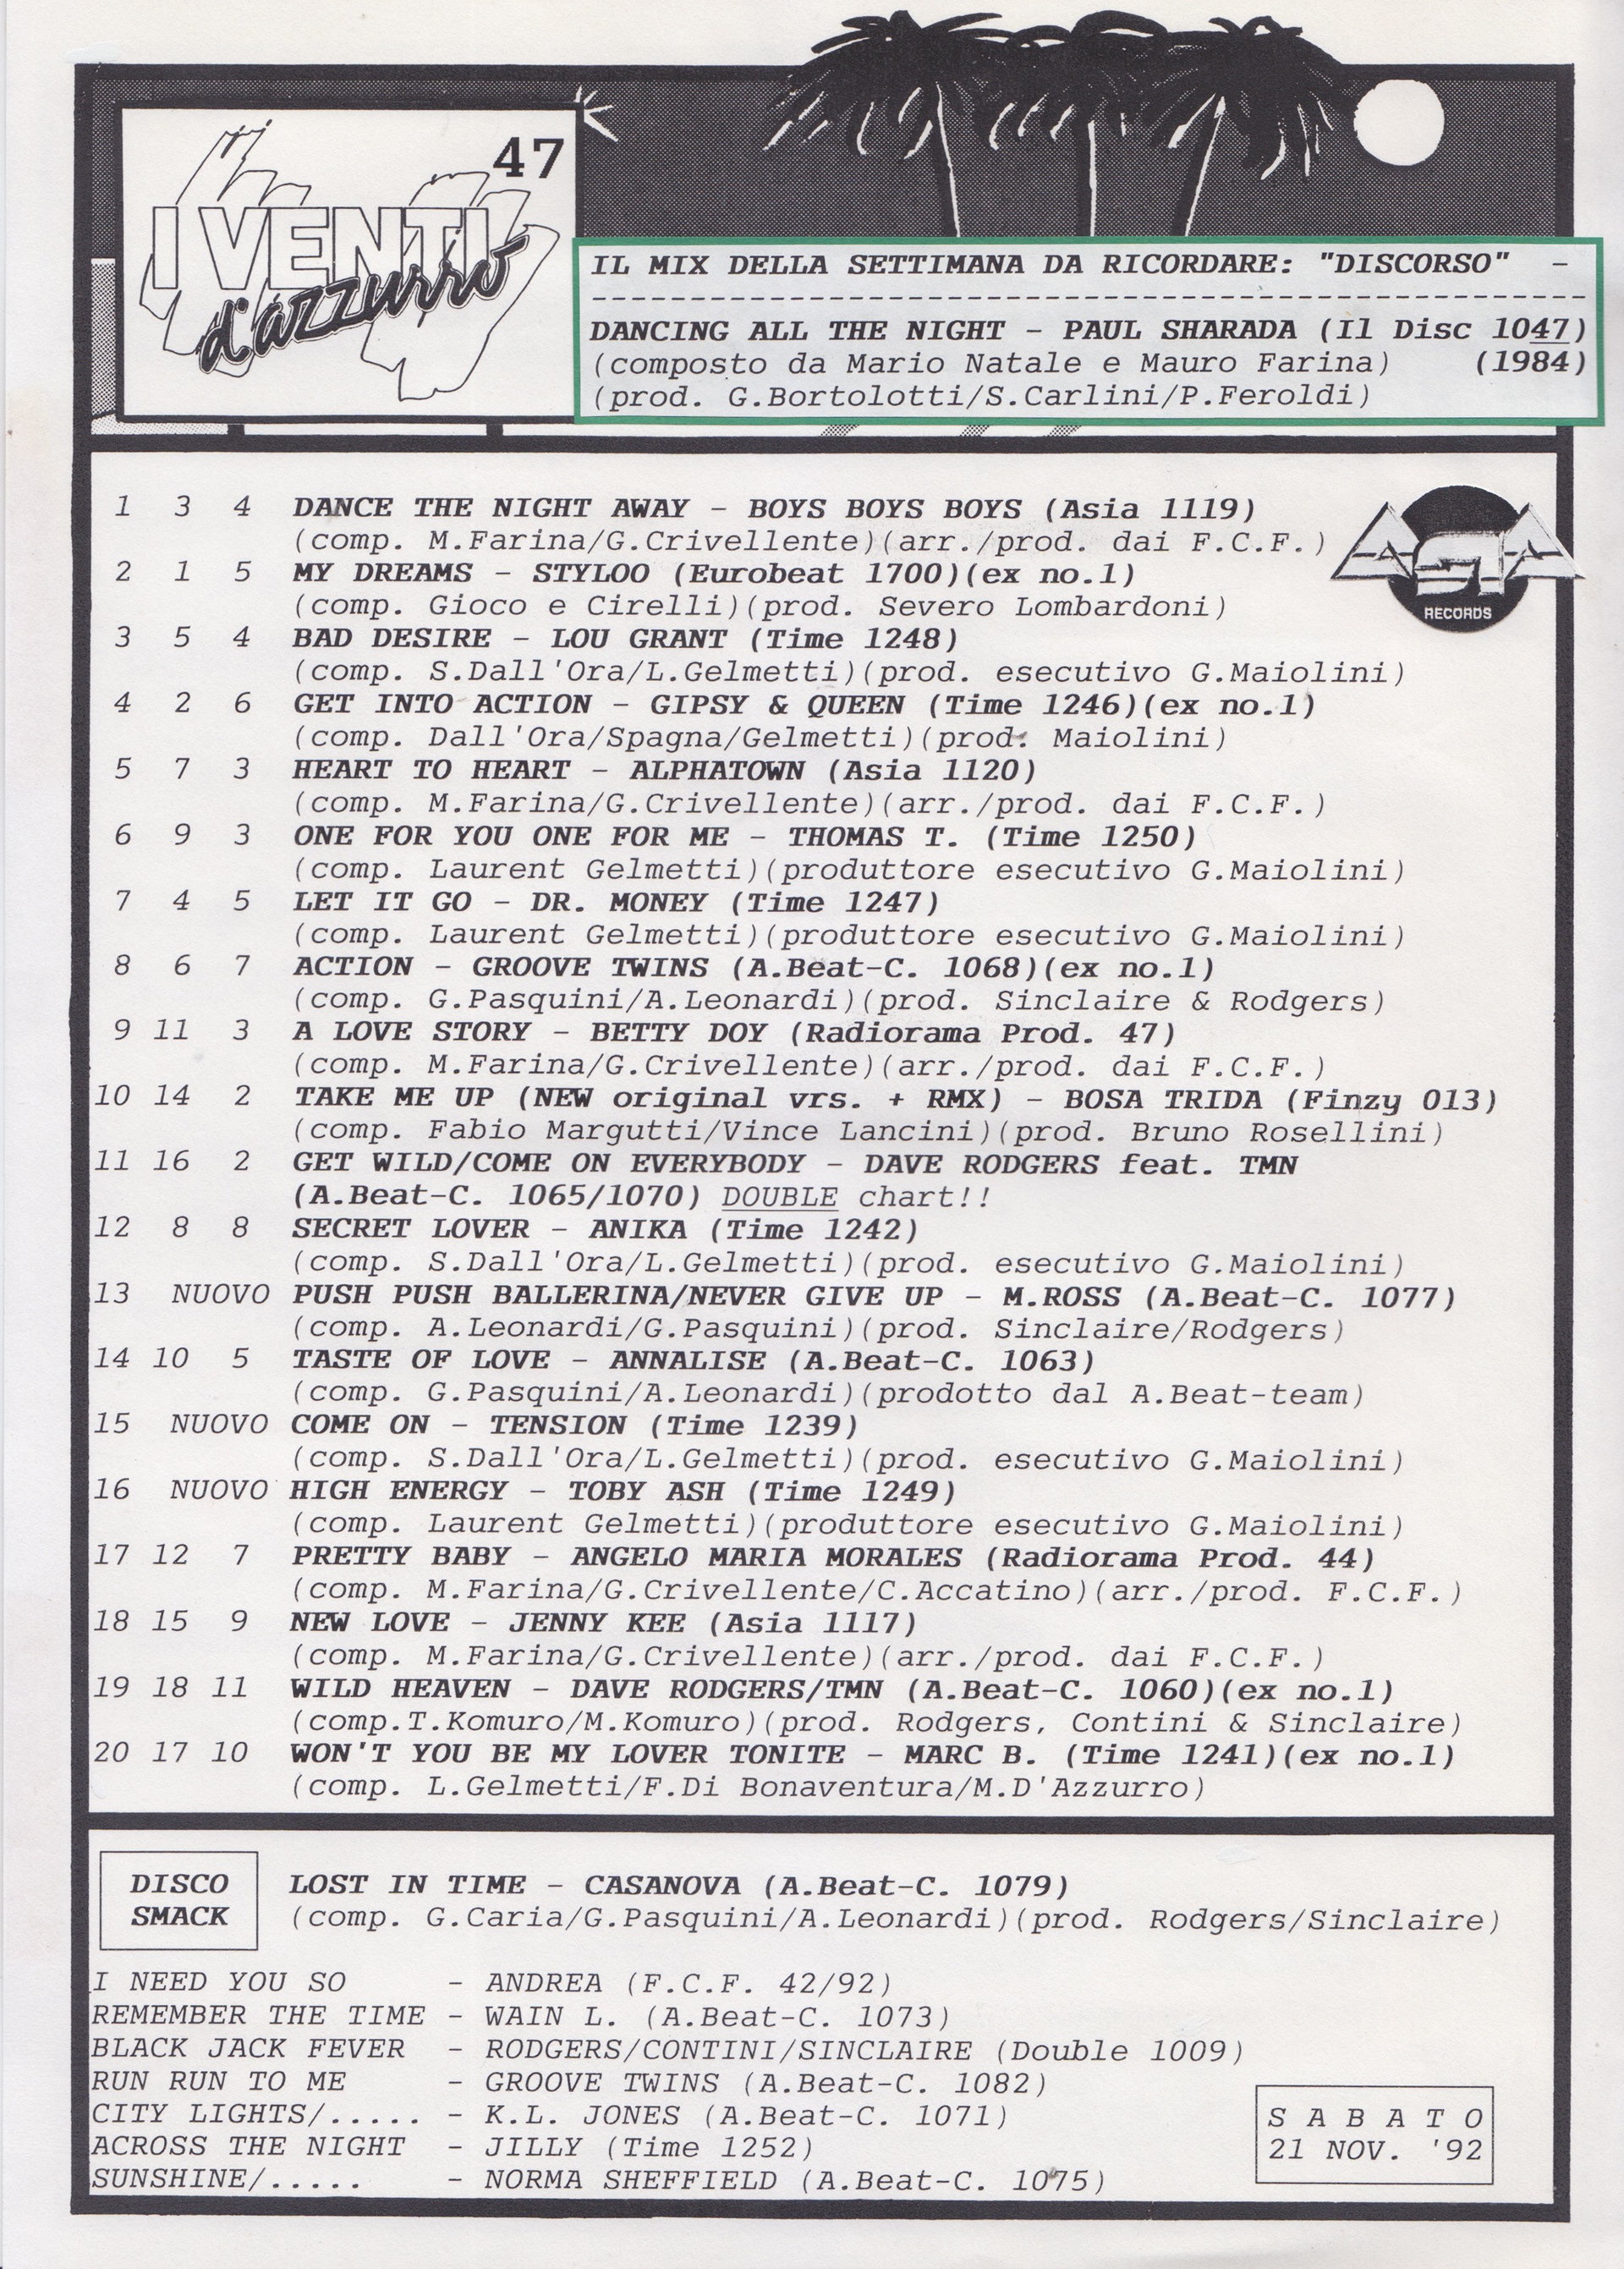 47
I VENTI
d'azzurro
IL MIX DELLA SETTIMANA DA RICORDARE: "DISCORSO" -
----------------------------------------------------
DANCING ALL THE NIGHT - PAUL SHARADA (Il Disc 1047)
(composto da Mario Natale e Mauro Farina) (1984)
(prod. G.Bortolotti/S.Carlini/P.Feroldi)
ASIA
RECORDS
1 3 4 DANCE THE NIGHT AWAY - BOYS BOYS BOYS (Asia 1119)
(comp. M.Farina/G.Crivellente)(arr./prod. dai F.C.F.)
2 1 5 MY DREAMS - STYLOO (Eurobeat 1700)(ex no.1)
(comp. Gioco e Cirelli)(prod. Severo Lombardoni)
3 5 4 BAD DESIRE - LOU GRANT (Time 1248)
(comp. S.Dall'Ora/L.Gelmetti)(prod. esecutivo G.Maiolini)
4 2 6 GET INTO ACTION - GIPSY & QUEEN (Time 1246)(ex no.1)
(comp. Dall'Ora/Spagna/Gelmetti)(prod. Maiolini)
5 7 3 HEART TO HEART - ALPHATOWN (Asia 1120)
(comp. M.Farina/G.Crivellente)(arr./prod. dai F.C.F.)
6 9 3 ONE FOR YOU ONE FOR ME - THOMAS T. (Time 1250)
(comp. Laurent Gelmetti)(produttore esecutivo G.Maiolini)
7 4 5 LET IT GO - DR. MONEY (Time 1247)
(comp. Laurent Gelmetti)(produttore esecutivo G.Maiolini)
8 6 7 ACTION - GROOVE TWINS (A.Beat-C. 1068)(ex no.1)
(comp. G.Pasquini/A.Leonardi)(prod. Sinclaire & Rodgers)
9 11 3 A LOVE STORY - BETTY DOY (Radiorama Prod. 47)
(comp. M.Farina/G.Crivellente)(arr./prod. dai F.C.F.)
10 14 2 TAKE ME UP (NEW original vrs. + RMX) - BOSA TRIDA (Finzy 013)
(comp. Fabio Margutti/Vince Lancini)(prod. Bruno Rosellini)
11 16 2 GET WILD/COME ON EVERYBODY - DAVE RODGERS feat. TMN
(A.Beat-C. 1065/1070) DOUBLE chart!!
12 8 8 SECRET LOVER - ANIKA (Time 1242)
(comp. S.Dall'Ora/L.Gelmetti)(prod. esecutivo G.Maiolini)
13 NUOVO PUSH PUSH BALLERINA/NEVER GIVE UP - M.ROSS (A.Beat-C. 1077)
(comp. A.Leonardi/G.Pasquini)(prod. Sinclaire/Rodgers)
14 10 5 TASTE OF LOVE - ANNALISE (A.Beat-C. 1063)
(comp. G.Pasquini/A.Leonardi)(prodotto dal A.Beat-team)
15 NUOVO COME ON - TENSION (Time 1239)
(comp. S.Dall'Ora/L.Gelmetti)(prod. esecutivo G.Maiolini)
16 NUOVO HIGH ENERGY - TOBY ASH (Time 1249)
(comp. Laurent Gelmetti)(produttore esecutivo G.Maiolini)
17 12 7 PRETTY BABY - ANGELO MARIA MORALES (Radiorama Prod. 44)
(comp. M.Farina/G.Crivellente/C.Accatino)(arr./prod. F.C.F.)
18 15 9 NEW LOVE - JENNY KEE (Asia 1117)
(comp. M.Farina/G.Crivellente)(arr./prod. dai F.C.F.)
19 18 11 WILD HEAVEN - DAVE RODGERS/TMN (A.Beat-C. 1060)(ex no.1)
(comp.T.Komuro/M.Komuro)(prod. Rodgers, Contini & Sinclaire)
20 17 10 WON'T YOU BE MY LOVER TONITE - MARC B. (Time 1241)(ex no.1)
(comp. L.Gelmetti/F.Di Bonaventura/M.D'Azzurro)
DISCO
SMACK
LOST IN TIME - CASANOVA (A.Beat-C. 1079)
(comp. G.Caria/G.Pasquini/A.Leonardi)(prod. Rodgers/Sinclaire)
I NEED YOU SO - ANDREA (F.C.F. 42/92)
REMEMBER THE TIME - WAIN L. (A.Beat-C. 1073)
BLACK JACK FEVER - RODGERS/CONTINI/SINCLAIRE (Double 1009)
RUN RUN TO ME - GROOVE TWINS (A.Beat-C. 1082)
CITY LIGHTS/..... - K.L. JONES (A.Beat-C. 1071)
ACROSS THE NIGHT - JILLY (Time 1252)
SUNSHINE/..... - NORMA SHEFFIELD (A.Beat-C. 1075)
S A B A T O
21 NOV. '92